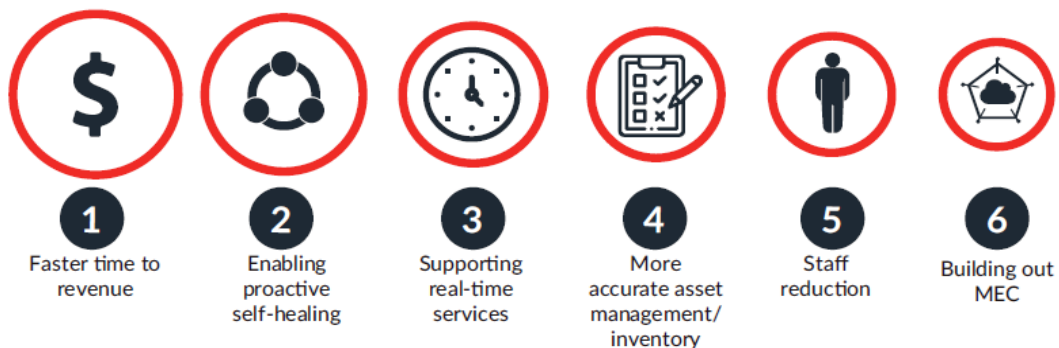 $
1
Faster time to
revenue
2
Enabling
proactive
self-healing
3
Supporting
real-time
services
4
More
accurate asset
management/
inventory
5
Staff
reduction
6
Building out
MEC